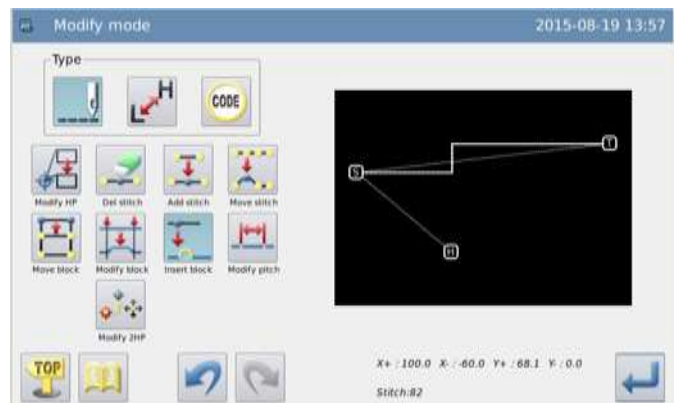 Modify mode 2015-08-19 13:57
Type
L H CODE
Modify HP Del stitch Add stitch Move stitch
Move block Modify block Insert block Modify pitch
Modify 2HP
S T
H
TOP
X+ : 100.0 X- : -60.0 Y+ : 68.1 Y- : 0.0
Stitch:82